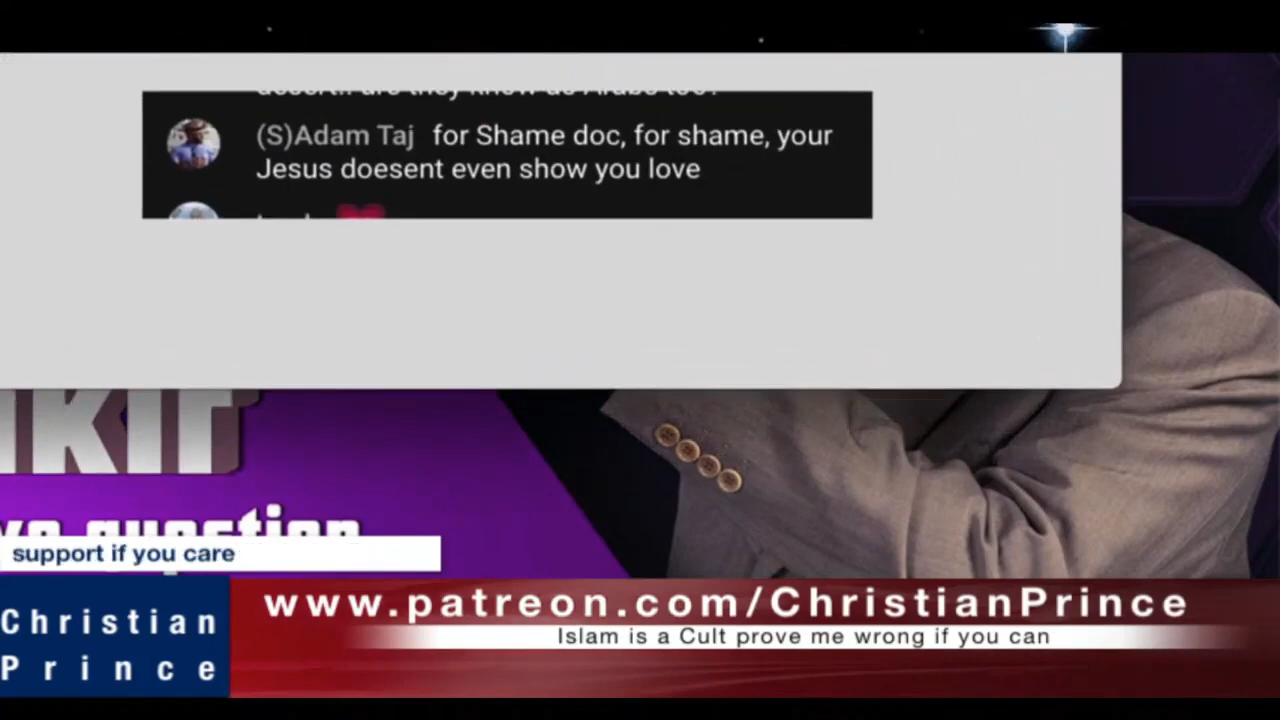 (S)Adam Taj for Shame doc, for shame, your
Jesus doesent even show you love
question
support if you care
Christian
Prince
www.patreon.com/ChristianPrince
Islam is a Cult prove me wrong if you can